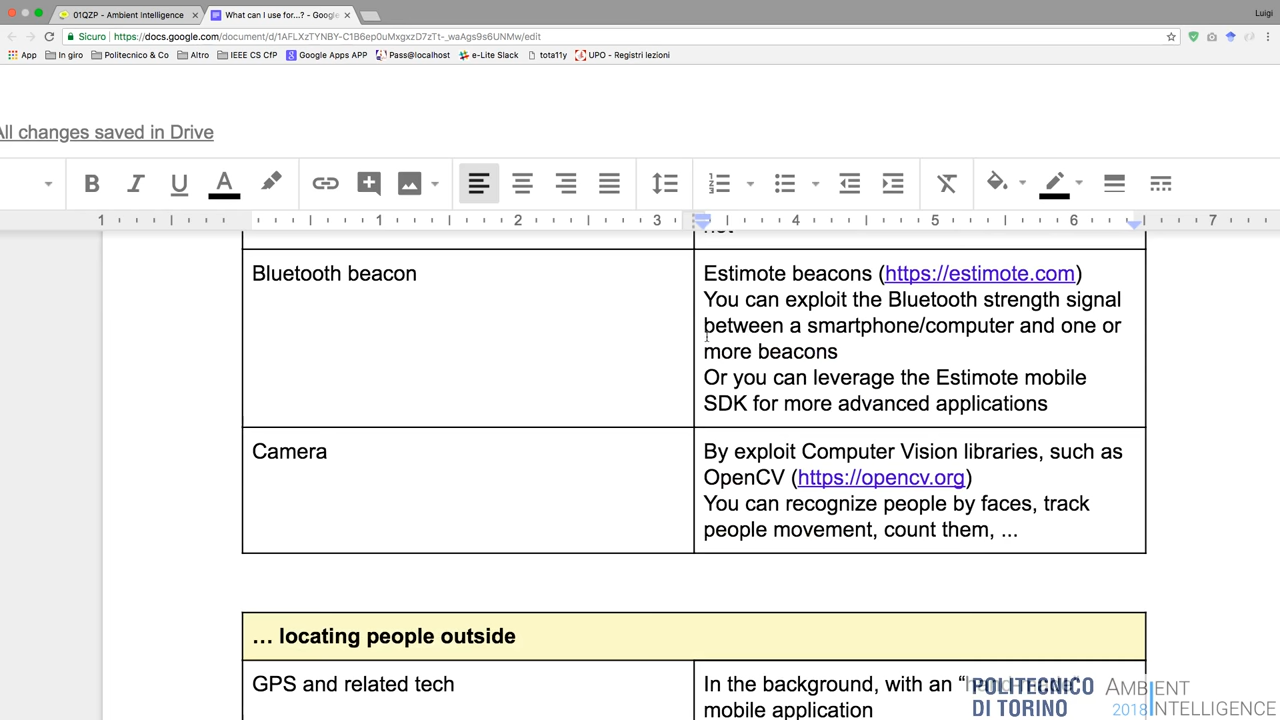 01QZP - Ambient Intelligence
What can I use for...? - Google
Luigi
Sicuro https://docs.google.com/document/d/1AFLXzTYNBY-C1B6ep0uMxgxzD7zTt-_waAgs9s6UNMw/edit
App In giro Politecnico & Co Altro IEEE CS CfP Google Apps APP Pass@localhost e-Lite Slack tota11y UPO - Registri lezioni
All changes saved in Drive
B I U A
1 1 2 3 4 5 6 7
Bluetooth beacon
Estimote beacons (https://estimote.com)
You can exploit the Bluetooth strength signal
between a smartphone/computer and one or
more beacons
Or you can leverage the Estimote mobile
SDK for more advanced applications
Camera
By exploit Computer Vision libraries, such as
OpenCV (https://opencv.org)
You can recognize people by faces, track
people movement, count them, ...
… locating people outside
GPS and related tech
In the background, with an “
mobile application
POLITECNICO
DI TORINO
AMBIENT
2018 INTELLIGENCE